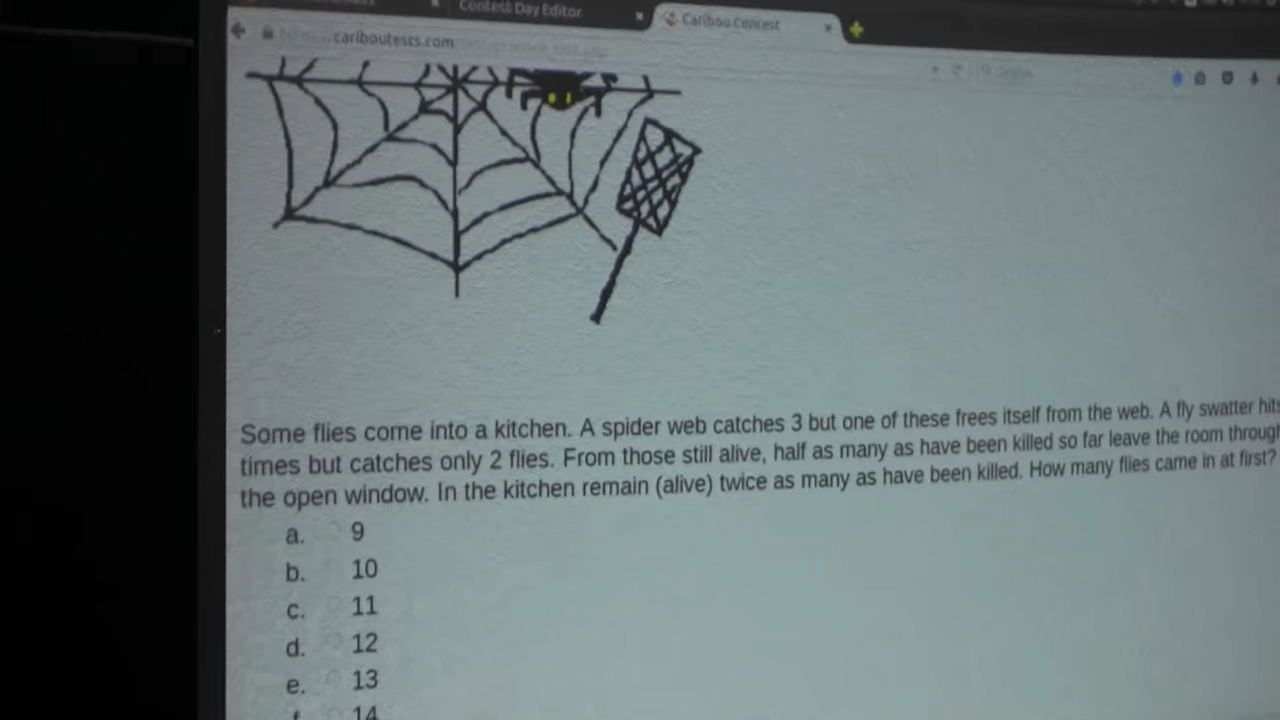 Contest Day Editor
Caribou Contest
cariboutests.com
Some flies come into a kitchen. A spider web catches 3 but one of these frees itself from the web. A fly swatter hits
times but catches only 2 flies. From those still alive, half as many as have been killed so far leave the room through
the open window. In the kitchen remain (alive) twice as many as have been killed. How many flies came in at first?
a. 9
b. 10
c. 11
d. 12
e. 13
f. 14